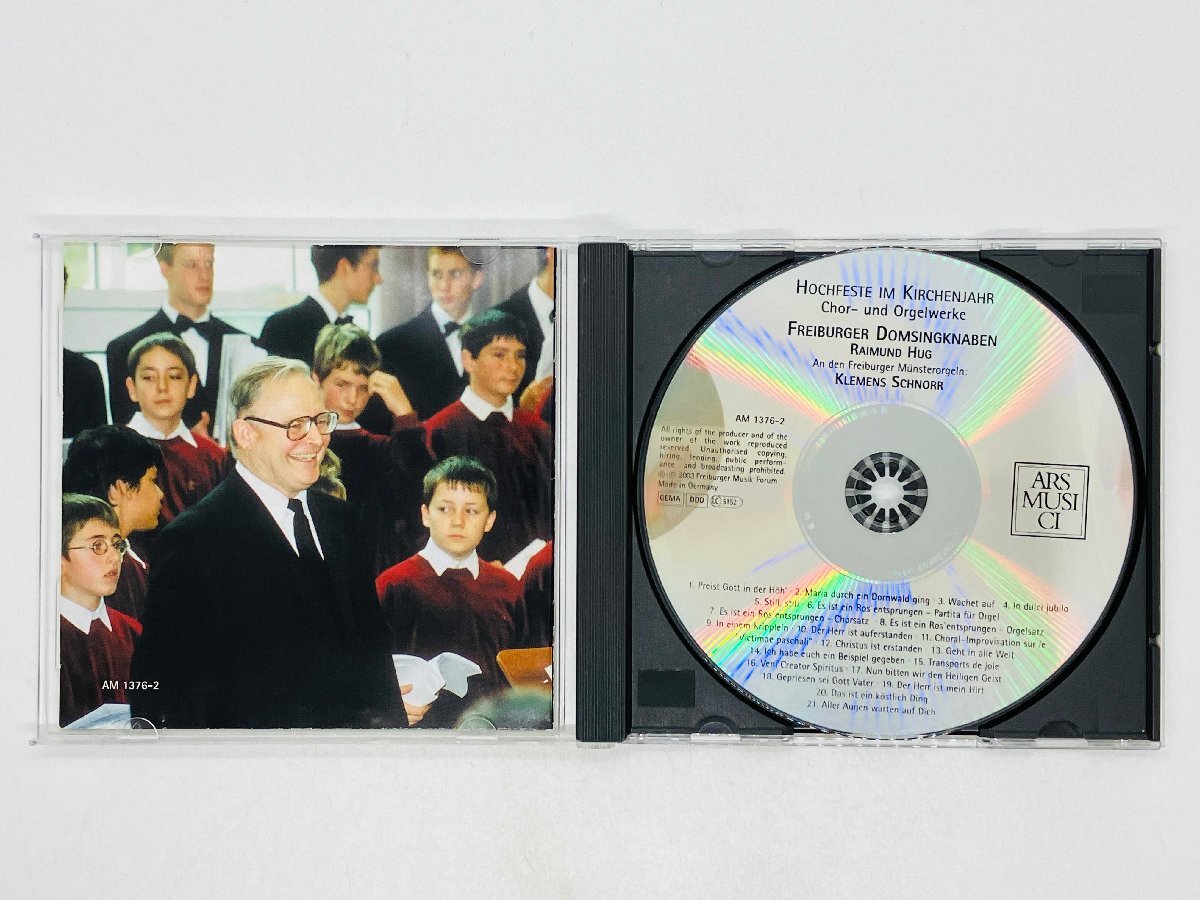 AM 1376-2
HOCHFESTE IM KIRCHENJAHR
Chor- und Orgelwerke
FREIBURGER DOMSINGKNABEN
RAIMUND HUG
An den Freiburger Münsterorgeln:
KLEMENS SCHNORR
AM 1376-2
All rights of the producer and of the
owner of the work reproduced
reserved. Unauthorised copying,
hiring, lending, public perform-
ance and broadcasting prohibited.
Ⓟ © 2003 Freiburger Musik Forum
Made in Germany
GEMA DDD LC 5152
ARS
MUSI
CI
1. Preist Gott in der Höh' · 2. Maria durch ein Dornwald ging · 3. Wachet auf · 4. In dulci jubilo
5. Still, still · 6. Es ist ein Ros entsprungen – Partita für Orgel
7. Es ist ein Ros' entsprungen – Chorsatz · 8. Es ist ein Ros' entsprungen – Orgelsatz
9. In einem Kripplein · 10. Der Herr ist auferstanden · 11. Choral-Improvisation sur le
"Victimae paschali" · 12. Christus ist erstanden · 13. Geht in alle Welt
14. Ich habe euch ein Beispiel gegeben · 15. Transports de joie
16. Veni Creator Spiritus · 17. Nun bitten wir den Heiligen Geist
18. Gepriesen sei Gott Vater · 19. Der Herr ist mein Hirt
20. Das ist ein köstlich Ding
21. Aller Augen warten auf Dich